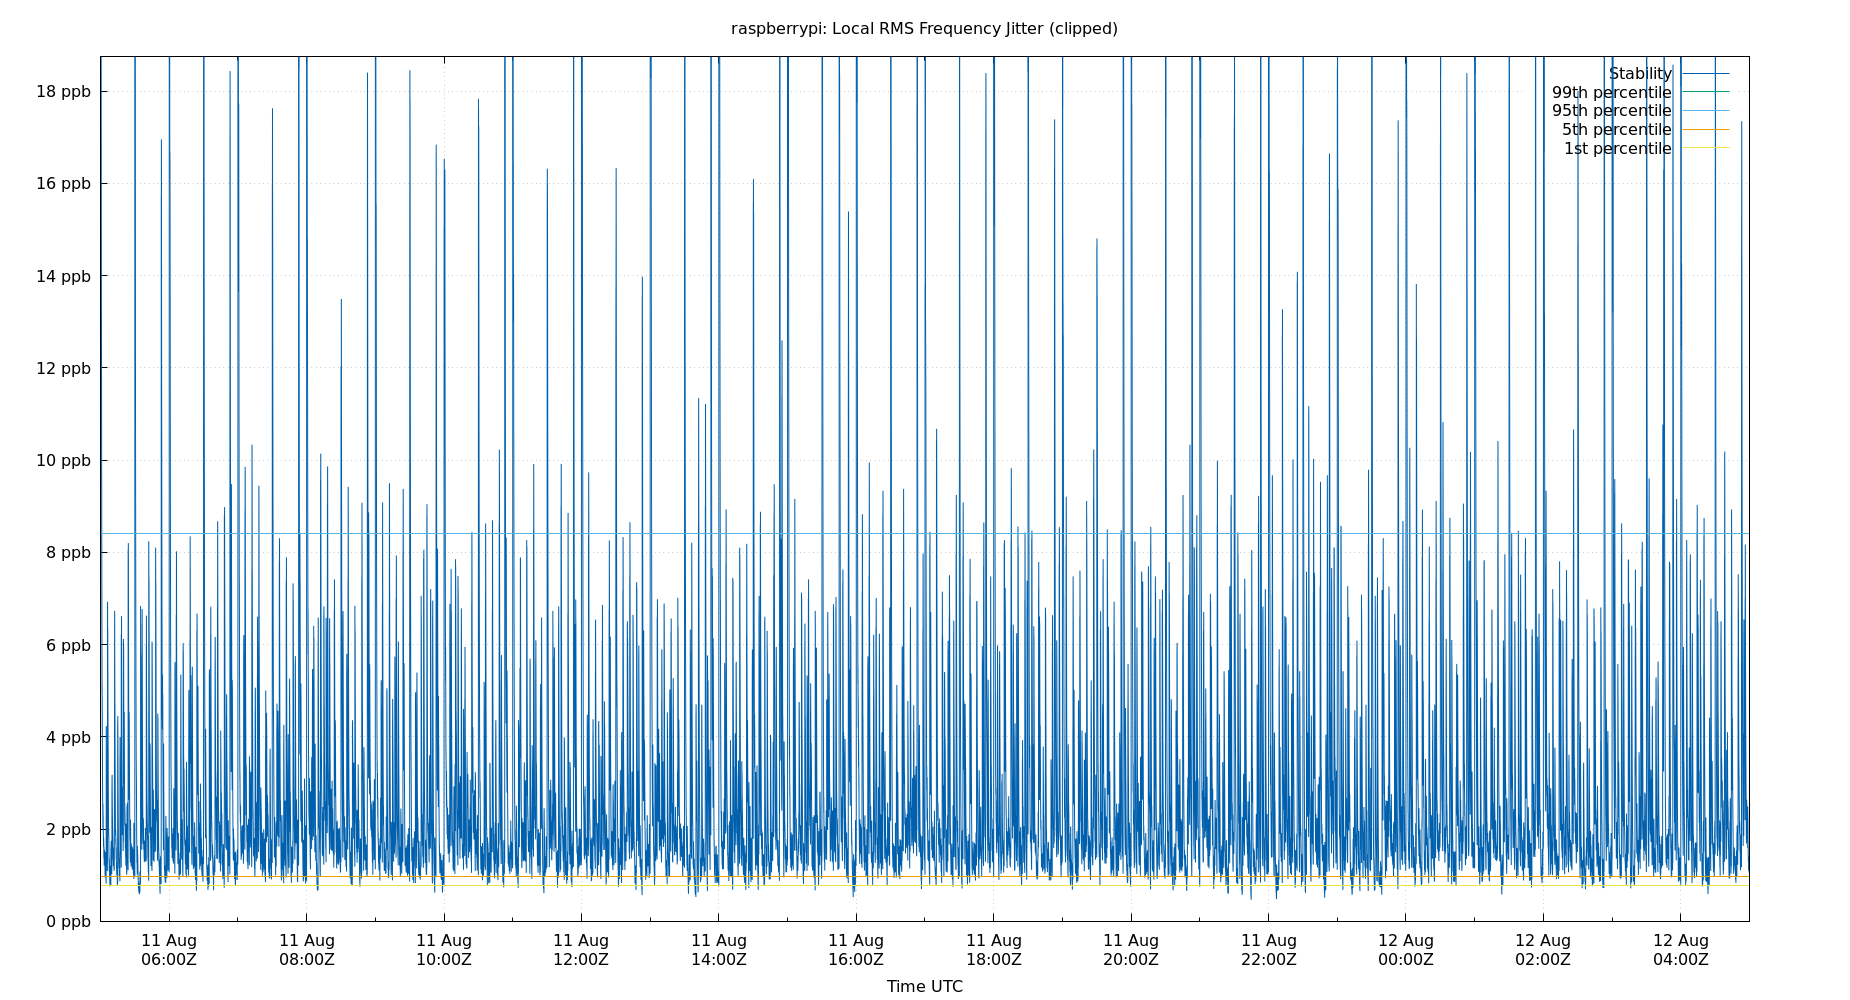 raspberrypi: Local RMS Frequency Jitter (clipped)
18 ppb
16 ppb
14 ppb
12 ppb
10 ppb
8 ppb
6 ppb
4 ppb
2 ppb
0 ppb
Stability
99th percentile
95th percentile
5th percentile
1st percentile
11 Aug 11 Aug 11 Aug 11 Aug 11 Aug 11 Aug 11 Aug 11 Aug 11 Aug 12 Aug 12 Aug 12 Aug
06:00Z 08:00Z 10:00Z 12:00Z 14:00Z 16:00Z 18:00Z 20:00Z 22:00Z 00:00Z 02:00Z 04:00Z
Time UTC